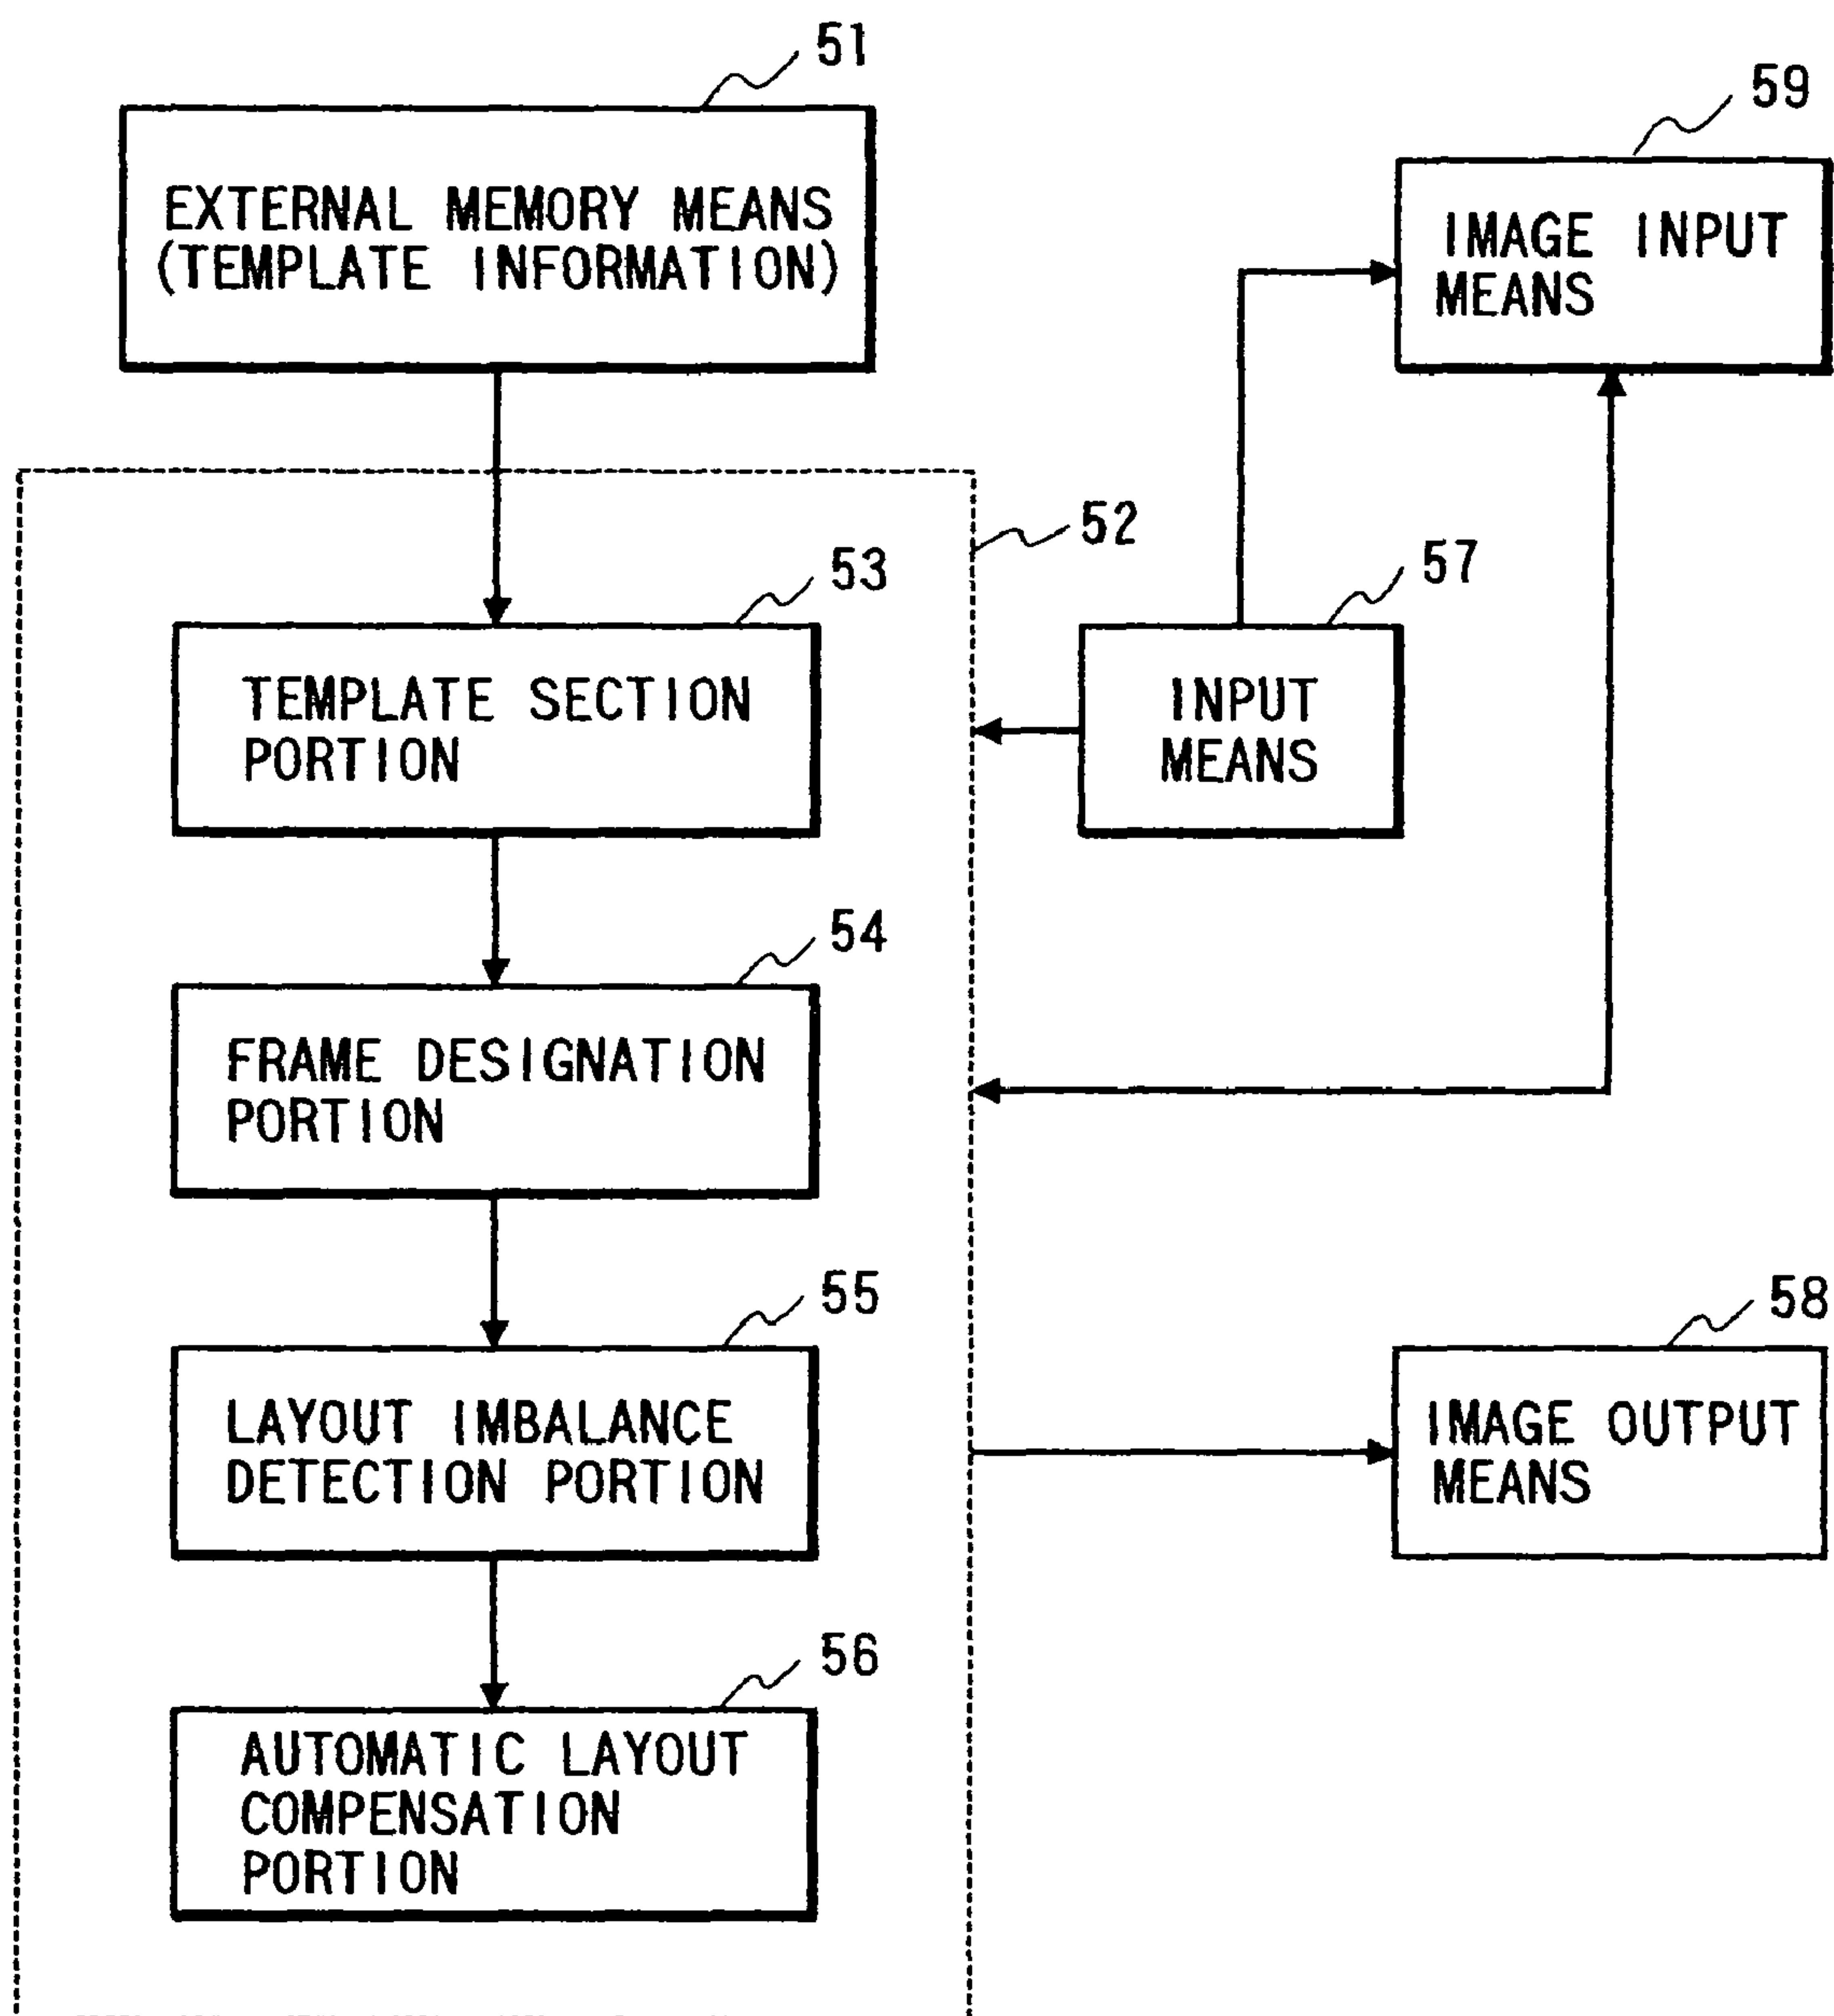 51
EXTERNAL MEMORY MEANS
(TEMPLATE INFORMATION)
59
IMAGE INPUT
MEANS
52
53
TEMPLATE SECTION
PORTION
57
INPUT
MEANS
54
FRAME DESIGNATION
PORTION
55
LAYOUT IMBALANCE
DETECTION PORTION
58
IMAGE OUTPUT
MEANS
56
AUTOMATIC LAYOUT
COMPENSATION
PORTION